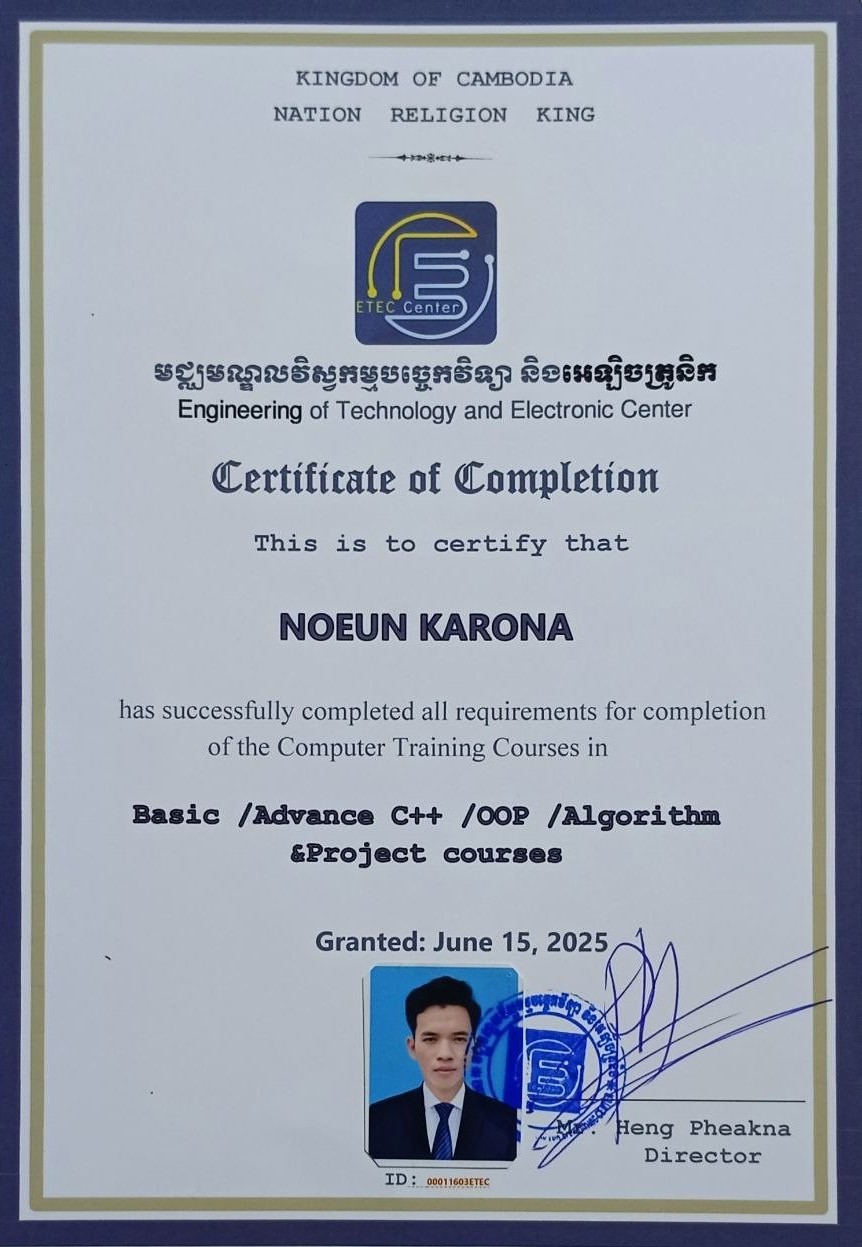 KINGDOM OF CAMBODIA
NATION RELIGION KING
ETEC Center
មជ្ឈមណ្ឌលវិស្វកម្មបច្ចេកវិទ្យា និងអេឡិចត្រូនិក
Engineering of Technology and Electronic Center
Certificate of Completion
This is to certify that
NOEUN KARONA
has successfully completed all requirements for completion
of the Computer Training Courses in
Basic /Advance C++ /OOP /Algorithm
&Project courses
Granted: June 15, 2025
Mr. Heng Pheakna
Director
ID: 00011603ETEC